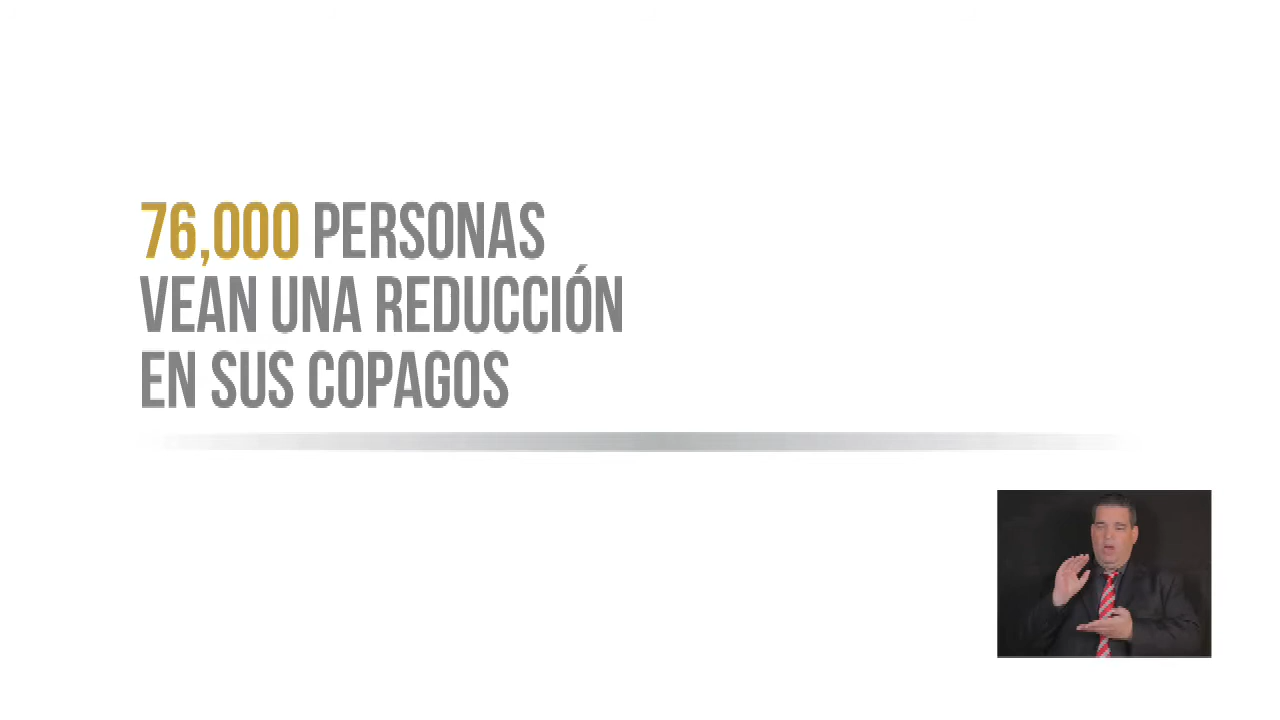 76,000 PERSONAS
VEAN UNA REDUCCIÓN
EN SUS COPAGOS